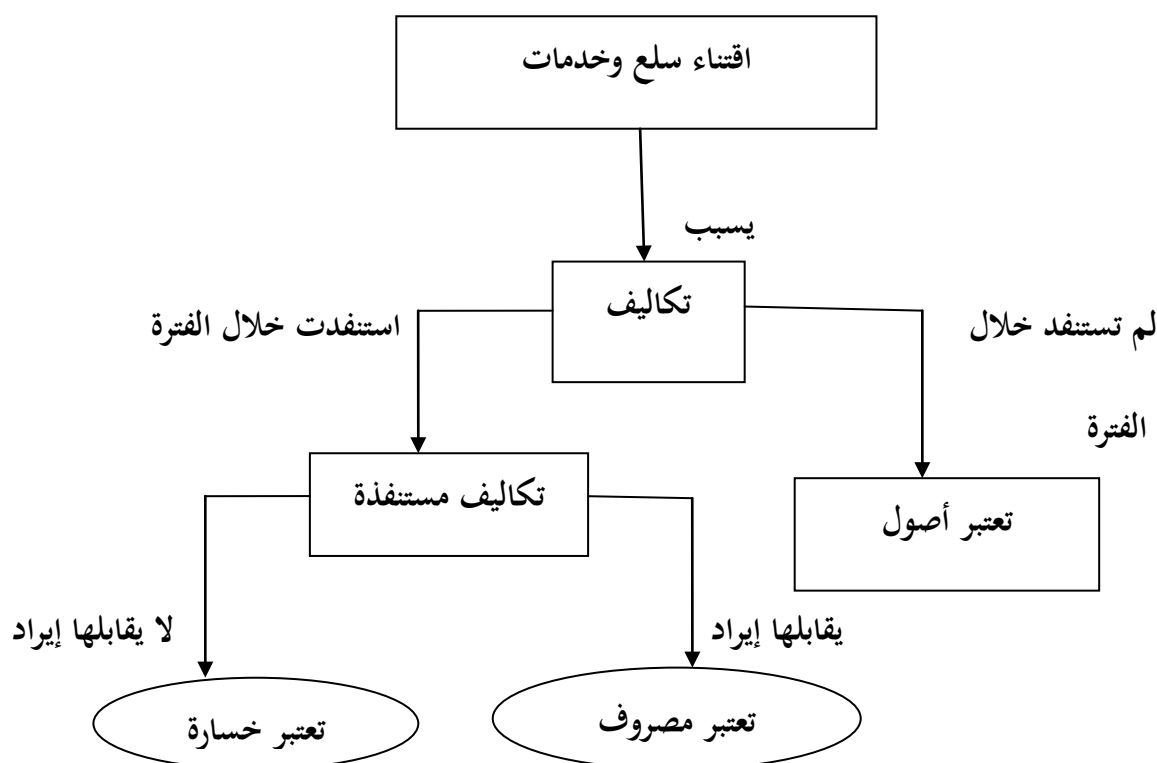 اقتناء سلع وخدمات
يسبب
تكاليف
لم تستنفد خلال
الفترة
استنفدت خلال الفترة
تعتبر أصول
تكاليف مستنفذة
يقابلها إيراد
لا يقابلها إيراد
تعتبر مصروف
تعتبر خسارة